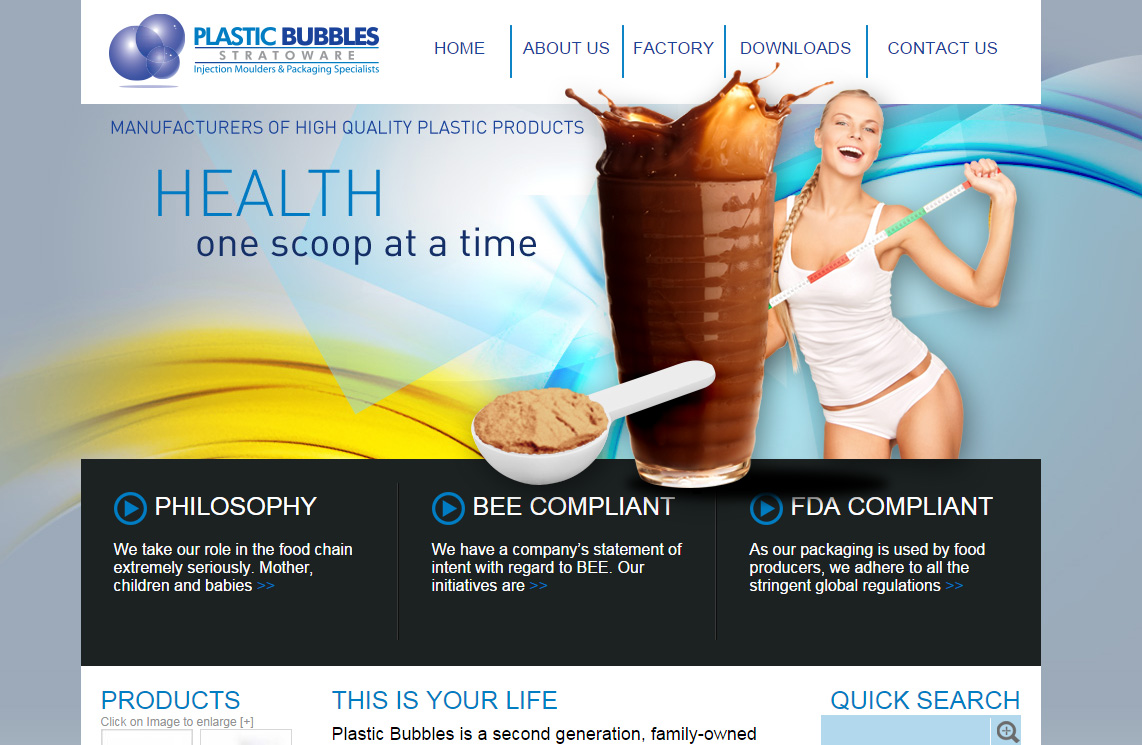 PLASTIC BUBBLES
STRATOWARE
Injection Moulders & Packaging Specialists
HOME
ABOUT US
FACTORY
DOWNLOADS
CONTACT US
MANUFACTURERS OF HIGH QUALITY PLASTIC PRODUCTS
HEALTH
one scoop at a time
PHILOSOPHY
We take our role in the food chain
extremely seriously. Mother,
children and babies >>
BEE COMPLIANT
We have a company's statement of
intent with regard to BEE. Our
initiatives are >>
FDA COMPLIANT
As our packaging is used by food
producers, we adhere to all the
stringent global regulations >>
PRODUCTS
Click on Image to enlarge [+]
THIS IS YOUR LIFE
Plastic Bubbles is a second generation, family-owned
QUICK SEARCH